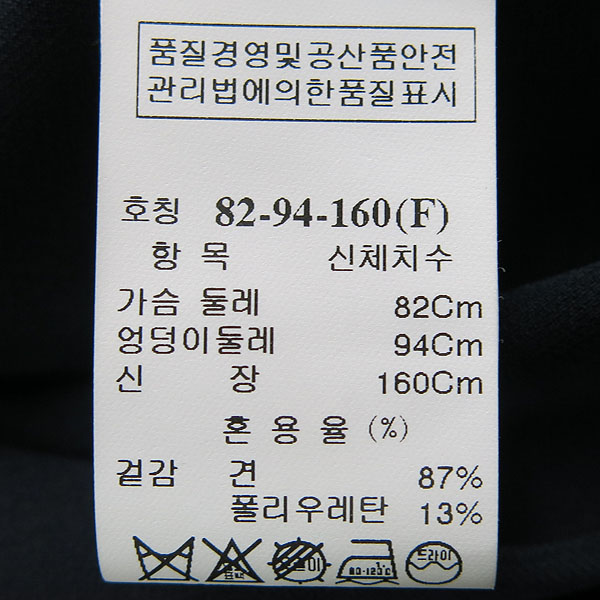 품질경영및공산품안전
관리법에의한품질표시
호칭 82-94-160(F)
항 목 신체치수
가슴 둘레 82Cm
엉덩이둘레 94Cm
신 장 160Cm
혼 용 율 (%)
겉감 견 87%
폴리우레탄 13%
80-120℃ 드라이